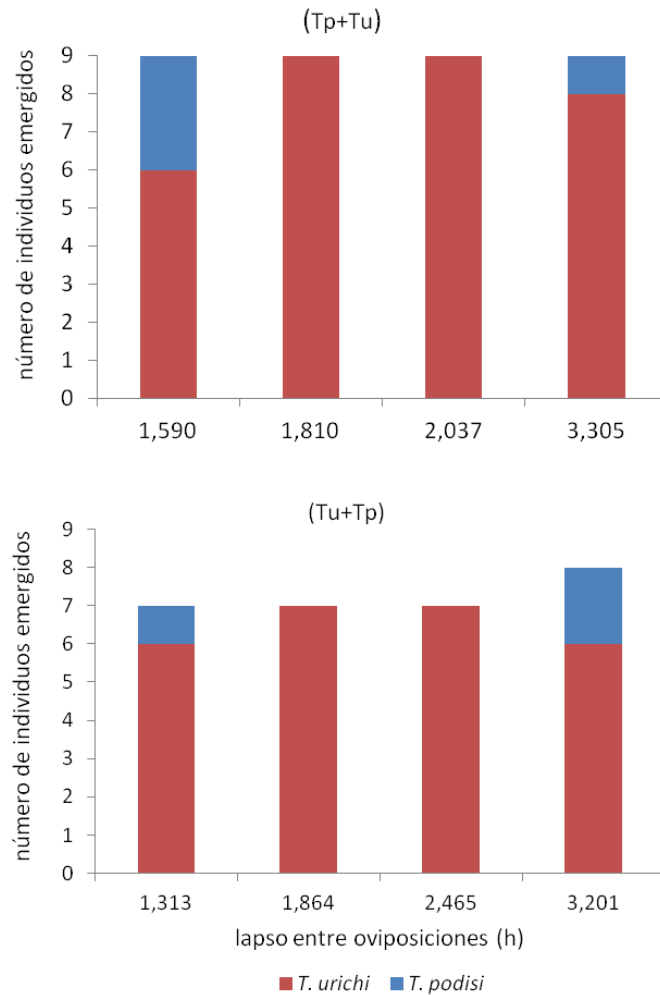 (Tp+Tu)
número de individuos emergidos
9
8
7
6
5
4
3
2
1
0
1,590 1,810 2,037 3,305
(Tu+Tp)
número de individuos emergidos
9
8
7
6
5
4
3
2
1
0
1,313 1,864 2,465 3,201
lapso entre oviposiciones (h)
T. urichi T. podisi